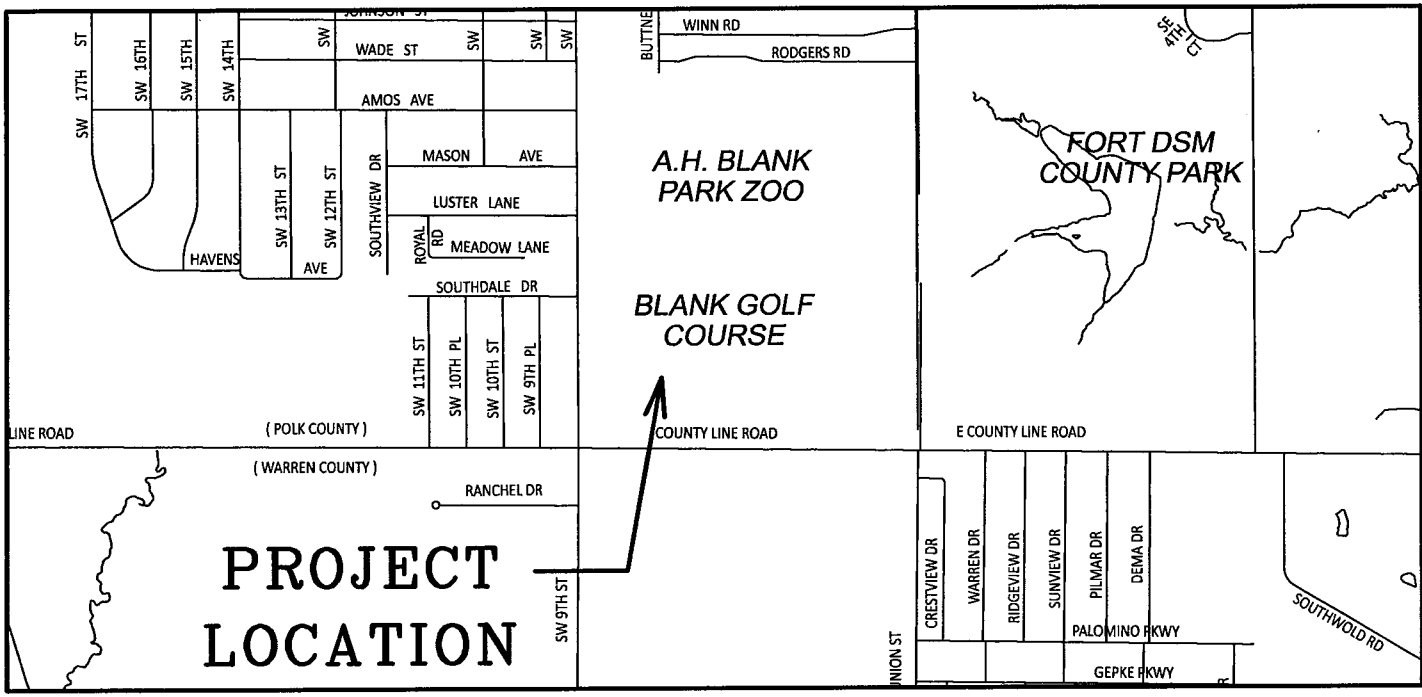 JOHNSON ST
SW 17TH ST
SW 16TH
SW 15TH
SW 14TH
SW
SW
SW
SW
WADE ST
AMOS AVE
WINN RD
RODGERS RD
SE
4TH
CT
SW 13TH ST
SW 12TH ST
SOUTHVIEW DR
MASON AVE
LUSTER LANE
ROYAL
RD
MEADOW LANE
HAVENS
AVE
SOUTHDALE DR
A.H. BLANK
PARK ZOO
FORT DSM
COUNTY PARK
BLANK GOLF
COURSE
SW 11TH ST
SW 10TH PL
SW 10TH ST
SW 9TH PL
LINE ROAD
( POLK COUNTY )
COUNTY LINE ROAD
E COUNTY LINE ROAD
( WARREN COUNTY )
RANCHEL DR
PROJECT
LOCATION
SW 9TH ST
CRESTVIEW DR
WARREN DR
RIDGEVIEW DR
SUNVIEW DR
PILMAR DR
DEMA DR
SOUTHWOLD RD
PALOMINO PKWY
GEPKE PKWY